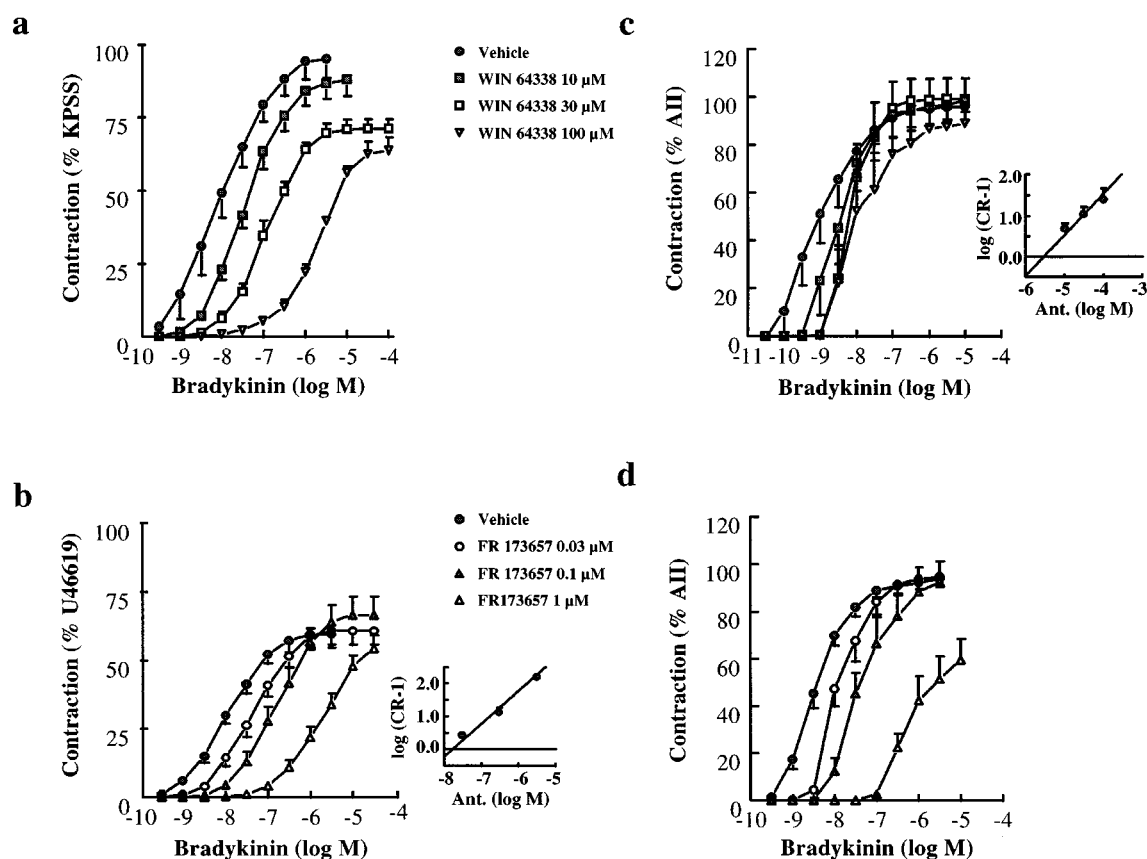 a
100
75
50
25
0
Contraction (% KPSS)
-10 -9 -8 -7 -6 -5 -4
Bradykinin (log M)
Vehicle
WIN 64338 10 µM
WIN 64338 30 µM
WIN 64338 100 µM
c
120
100
80
60
40
20
0
Contraction (% AII)
-11 -10 -9 -8 -7 -6 -5 -4
Bradykinin (log M)
2.0
1.0
0.0
log (CR-1)
-6 -5 -4 -3
Ant. (log M)
b
100
75
50
25
0
Contraction (% U46619)
-10 -9 -8 -7 -6 -5 -4
Bradykinin (log M)
Vehicle
FR 173657 0.03 µM
FR 173657 0.1 µM
FR173657 1 µM
2.0
1.0
0.0
log (CR-1)
-8 -7 -6 -5
Ant. (log M)
d
120
100
80
60
40
20
0
Contraction (% AII)
-10 -9 -8 -7 -6 -5 -4
Bradykinin (log M)